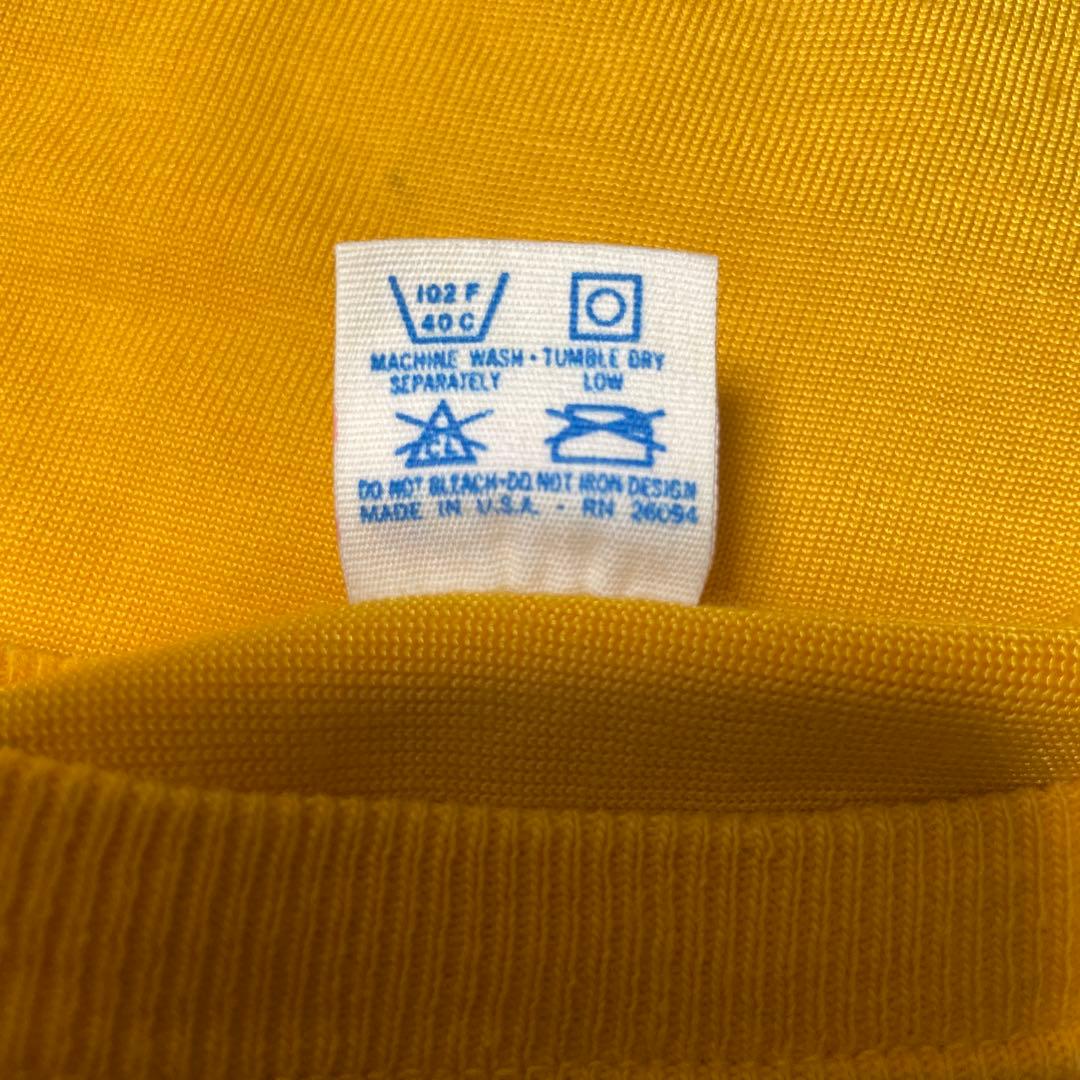 102 F
40 C
MACHINE WASH • TUMBLE DRY
SEPARATELY LOW
CL
DO NOT BLEACH • DO NOT IRON DESIGN
MADE IN U.S.A. - RN 26094